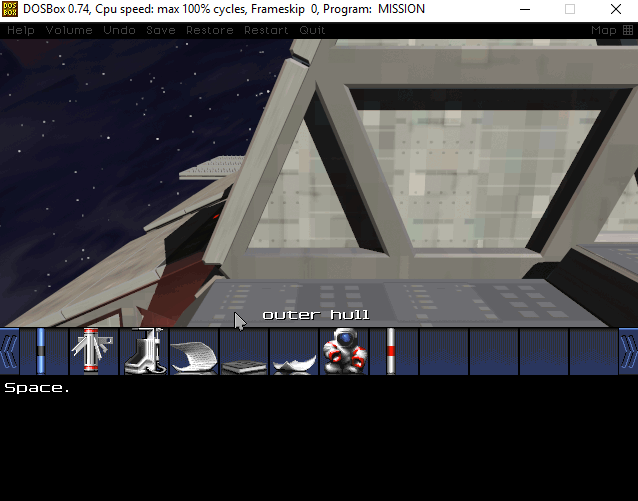 DOSBox 0.74, Cpu speed: max 100% cycles, Frameskip 0, Program: MISSION
Help Volume Undo Save Restore Restart Quit Map
outer hull
Space.